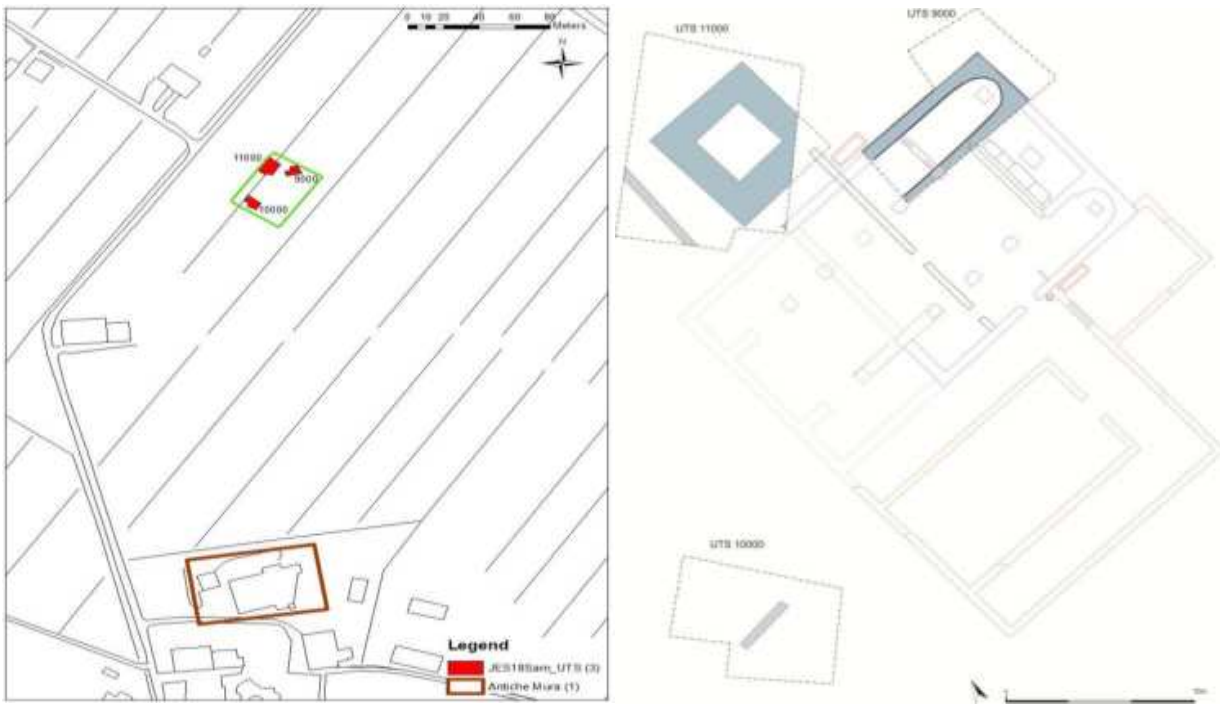 0 10 20 40 60 80
Meters
N
11000
9000
10000
Legend
JES18Sam_UTS (3)
Antiche Mura (1)
UTS 11000
UTS 9000
UTS 10000